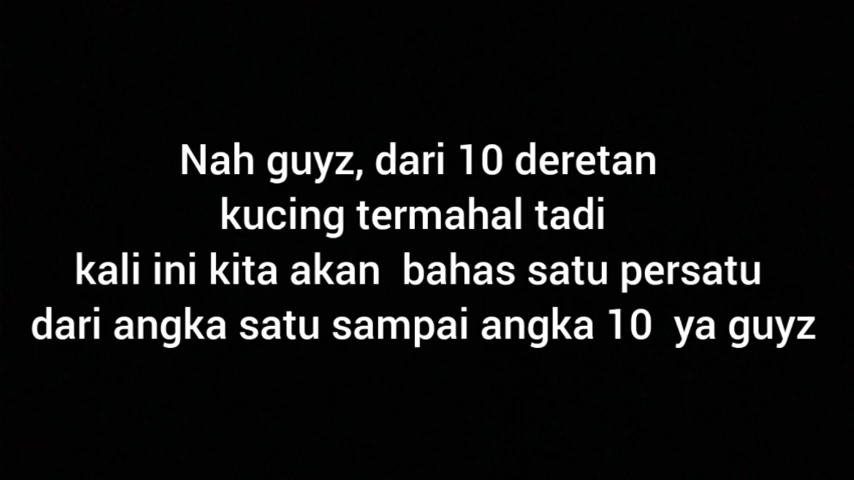 Nah guyz, dari 10 deretan
kucing termahal tadi
kali ini kita akan  bahas satu persatu
dari angka satu sampai angka 10  ya guyz